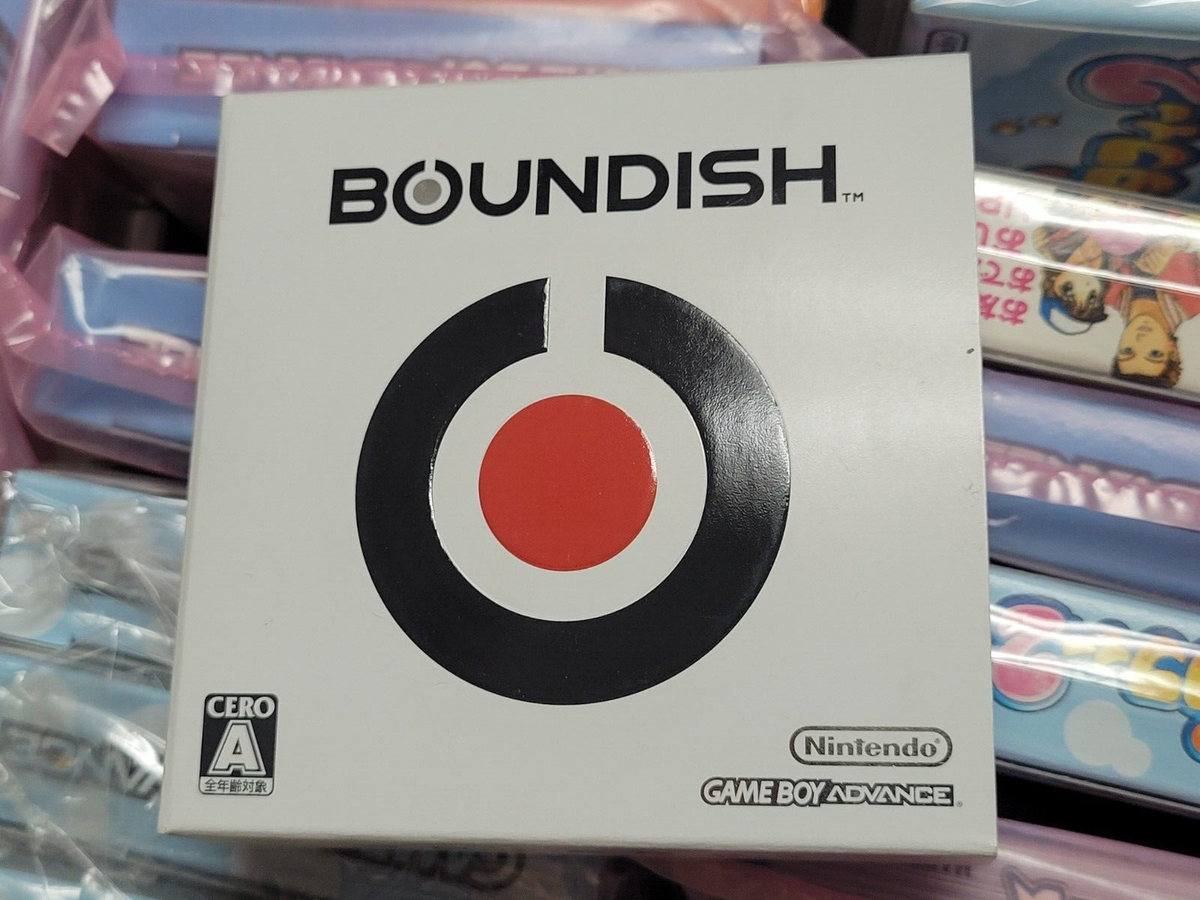 BOUNDISH™
CERO
A
全年齢対象
Nintendo®
GAME BOY ADVANCE®